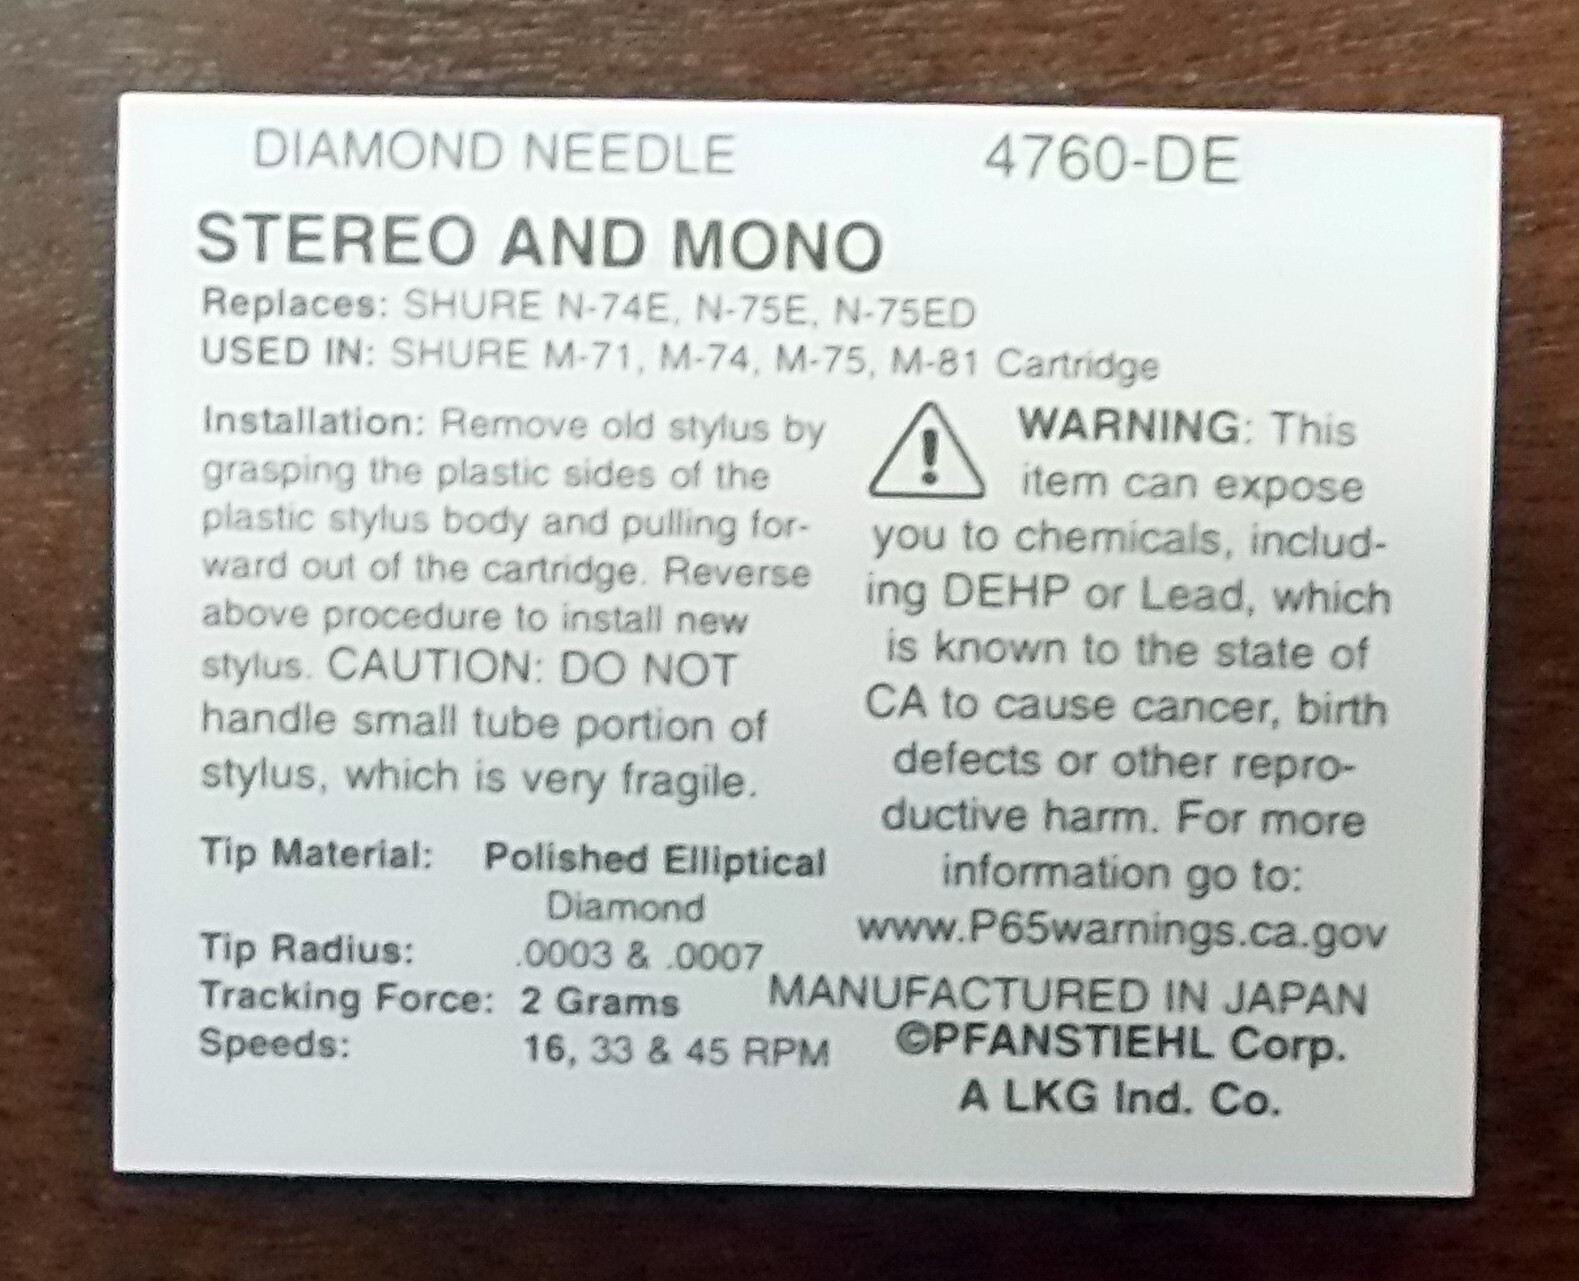 DIAMOND NEEDLE 4760-DE
STEREO AND MONO
Replaces: SHURE N-74E, N-75E, N-75ED
USED IN: SHURE M-71, M-74, M-75, M-81 Cartridge
Installation: Remove old stylus by
grasping the plastic sides of the
plastic stylus body and pulling for-
ward out of the cartridge. Reverse
above procedure to install new
stylus. CAUTION: DO NOT
handle small tube portion of
stylus, which is very fragile.
Tip Material: Polished Elliptical
Diamond
Tip Radius: .0003 & .0007
Tracking Force: 2 Grams
Speeds: 16, 33 & 45 RPM
WARNING: This
item can expose
you to chemicals, includ-
ing DEHP or Lead, which
is known to the state of
CA to cause cancer, birth
defects or other repro-
ductive harm. For more
information go to:
www.P65warnings.ca.gov
MANUFACTURED IN JAPAN
©PFANSTIEHL Corp.
A LKG Ind. Co.